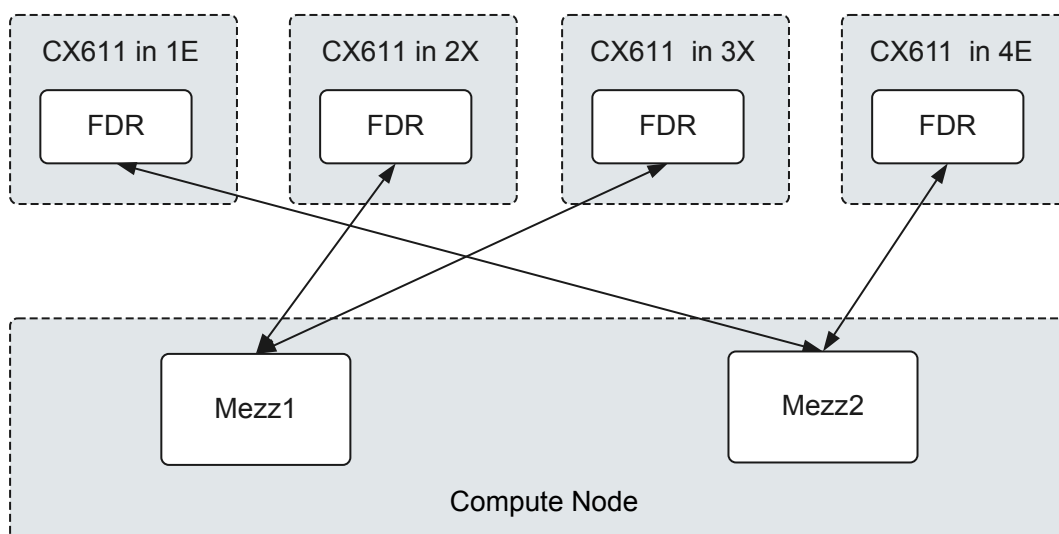 CX611 in 1E
CX611 in 2X
CX611 in 3X
CX611 in 4E
FDR
FDR
FDR
FDR
Mezz1
Mezz2
Compute Node